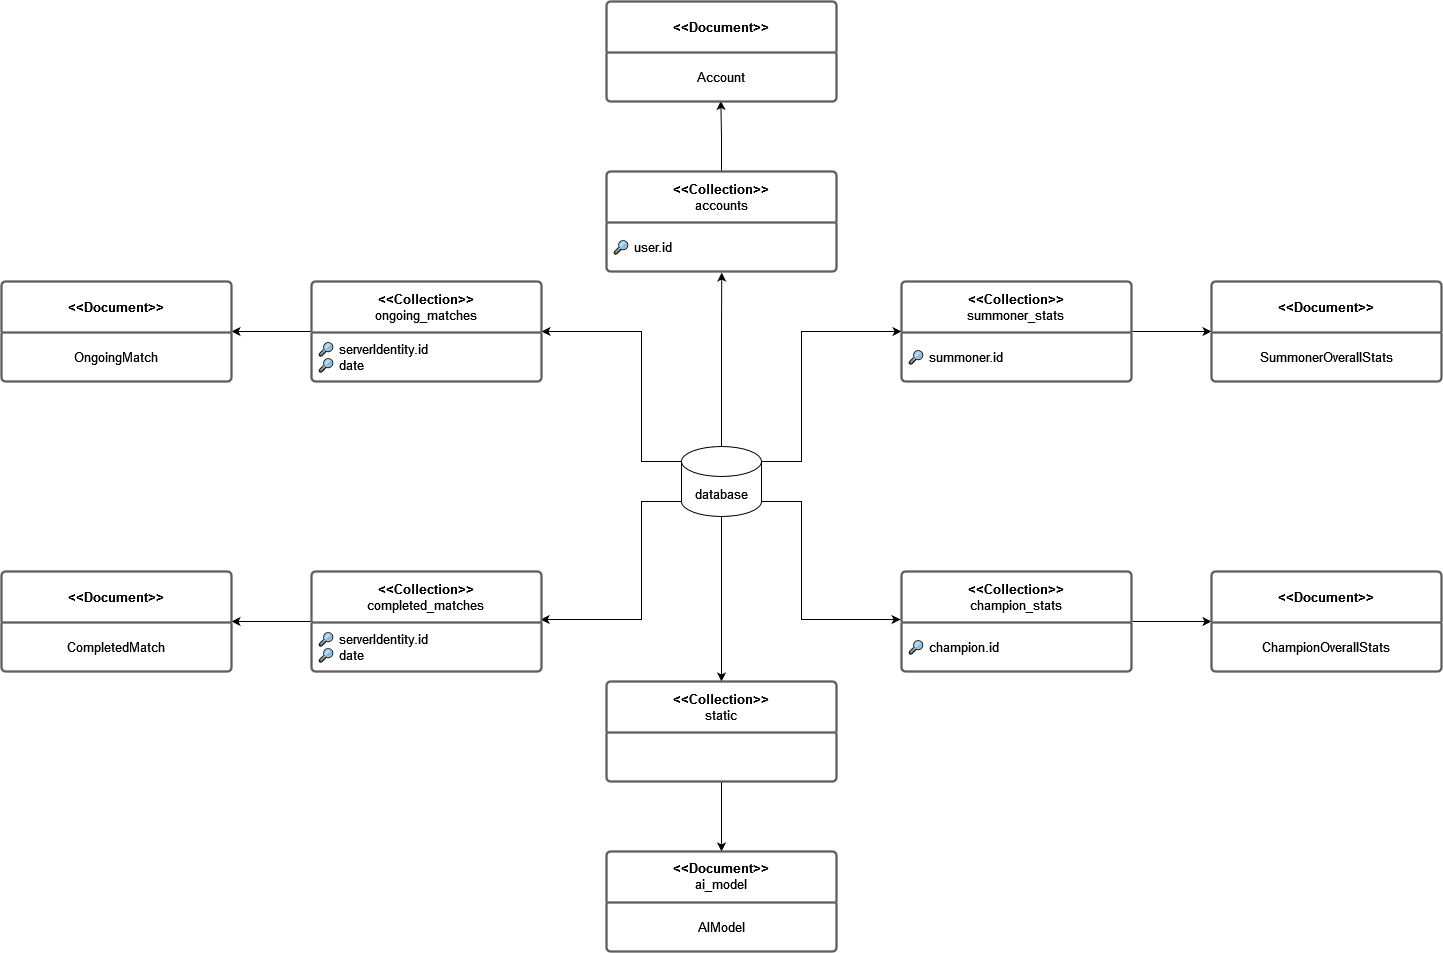 <<Document>>
Account
<<Collection>>
accounts
user.id
<<Document>>
OngoingMatch
<<Collection>>
ongoing_matches
serverIdentity.id
date
<<Collection>>
summoner_stats
summoner.id
<<Document>>
SummonerOverallStats
database
<<Document>>
CompletedMatch
<<Collection>>
completed_matches
serverIdentity.id
date
<<Collection>>
champion_stats
champion.id
<<Document>>
ChampionOverallStats
<<Collection>>
static
<<Document>>
ai_model
AIModel